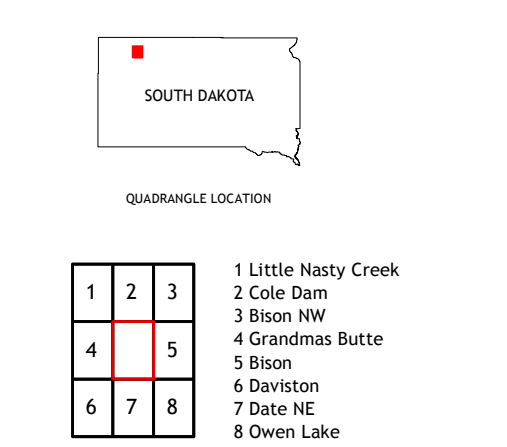 SOUTH DAKOTA
QUADRANGLE LOCATION
1 2 3
4 5
6 7 8
1 Little Nasty Creek
2 Cole Dam
3 Bison NW
4 Grandmas Butte
5 Bison
6 Daviston
7 Date NE
8 Owen Lake